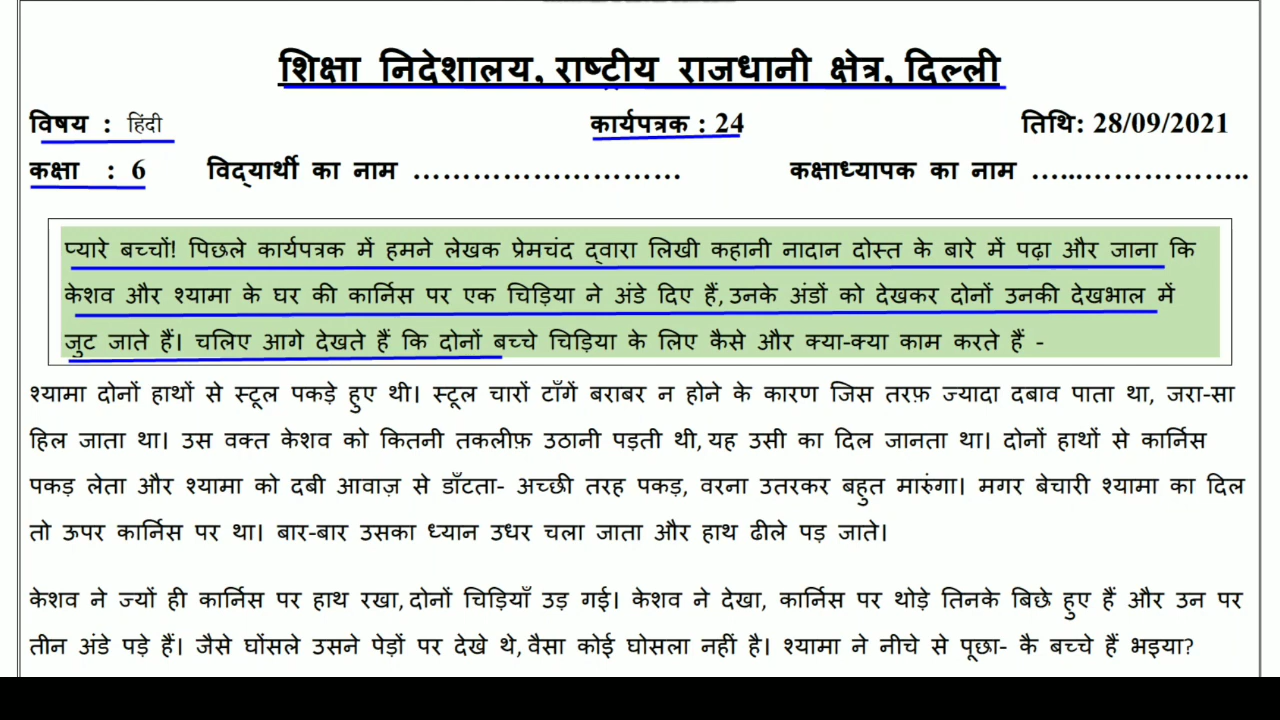 शिक्षा निदेशालय, राष्ट्रीय राजधानी क्षेत्र, दिल्ली
विषय : हिंदी कार्यपत्रक : 24 तिथि: 28/09/2021
कक्षा : 6 विद्यार्थी का नाम ……………………… कक्षाध्यापक का नाम …...……………..
प्यारे बच्चों! पिछले कार्यपत्रक में हमने लेखक प्रेमचंद द्वारा लिखी कहानी नादान दोस्त के बारे में पढ़ा और जाना कि
केशव और श्यामा के घर की कार्निस पर एक चिड़िया ने अंडे दिए हैं, उनके अंडों को देखकर दोनों उनकी देखभाल में
जुट जाते हैं। चलिए आगे देखते हैं कि दोनों बच्चे चिड़िया के लिए कैसे और क्या-क्या काम करते हैं -
श्यामा दोनों हाथों से स्टूल पकड़े हुए थी। स्टूल चारों टाँगें बराबर न होने के कारण जिस तरफ़ ज्यादा दबाव पाता था, जरा-सा
हिल जाता था। उस वक्त केशव को कितनी तकलीफ़ उठानी पड़ती थी, यह उसी का दिल जानता था। दोनों हाथों से कार्निस
पकड़ लेता और श्यामा को दबी आवाज़ से डाँटता- अच्छी तरह पकड़, वरना उतरकर बहुत मारुंगा। मगर बेचारी श्यामा का दिल
तो ऊपर कार्निस पर था। बार-बार उसका ध्यान उधर चला जाता और हाथ ढीले पड़ जाते।
केशव ने ज्यों ही कार्निस पर हाथ रखा, दोनों चिड़ियाँ उड़ गई। केशव ने देखा, कार्निस पर थोड़े तिनके बिछे हुए हैं और उन पर
तीन अंडे पड़े हैं। जैसे घोंसले उसने पेड़ों पर देखे थे, वैसा कोई घोसला नहीं है। श्यामा ने नीचे से पूछा- कै बच्चे हैं भइया?